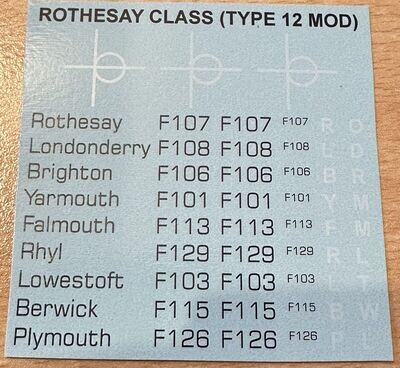 ROTHESAY CLASS (TYPE 12 MOD)
Rothesay F107 F107 F107 R O
Londonderry F108 F108 F108 L D
Brighton F106 F106 F106 B R
Yarmouth F101 F101 F101 Y M
Falmouth F113 F113 F113 F M
Rhyl F129 F129 F129 R L
Lowestoft F103 F103 F103 L T
Berwick F115 F115 F115 B W
Plymouth F126 F126 F126 P L